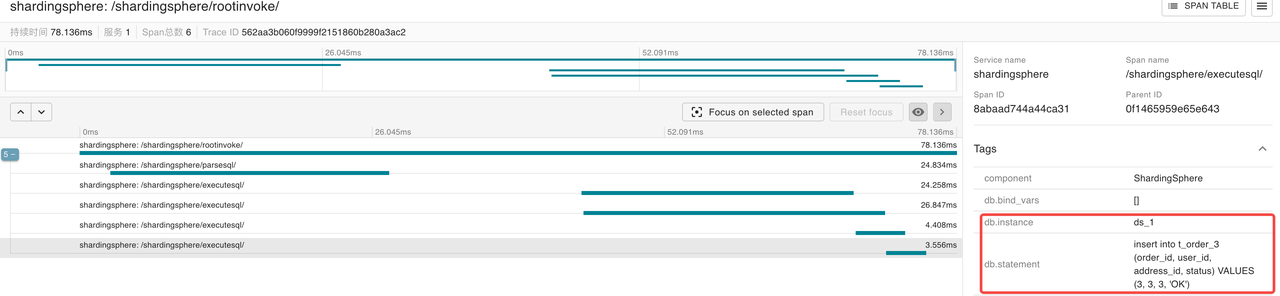 shardingsphere: /shardingsphere/rootinvoke/
SPAN TABLE
持续时间 78.136ms 服务 1 Span总数 6 Trace ID 562aa3b060f9999f2151860b280a3ac2
0ms 26.045ms 52.091ms 78.136ms
Focus on selected span Reset focus
0ms 26.045ms 52.091ms 78.136ms
5 −
shardingsphere: /shardingsphere/rootinvoke/ 78.136ms
shardingsphere: /shardingsphere/parsesql/ 24.834ms
shardingsphere: /shardingsphere/executesql/ 24.258ms
shardingsphere: /shardingsphere/executesql/ 26.847ms
shardingsphere: /shardingsphere/executesql/ 4.408ms
shardingsphere: /shardingsphere/executesql/ 3.556ms
Service name Span name
shardingsphere /shardingsphere/executesql/
Span ID Parent ID
8abaad744a44ca31 0f1465959e65e643
Tags
component ShardingSphere
db.bind_vars []
db.instance ds_1
db.statement
insert into t_order_3
(order_id, user_id,
address_id, status) VALUES
(3, 3, 3, 'OK')